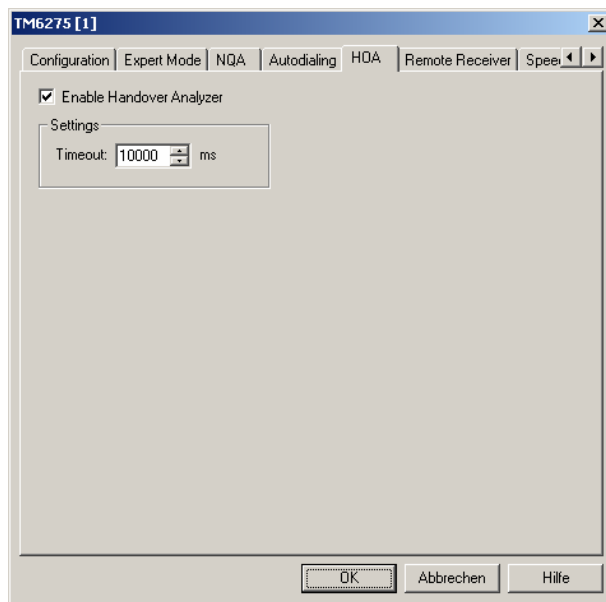 TM6275 [1]
Configuration Expert Mode NQA Autodialing HOA Remote Receiver
Enable Handover Analyzer
Settings
Timeout: 10000 ms
OK Abbrechen Hilfe